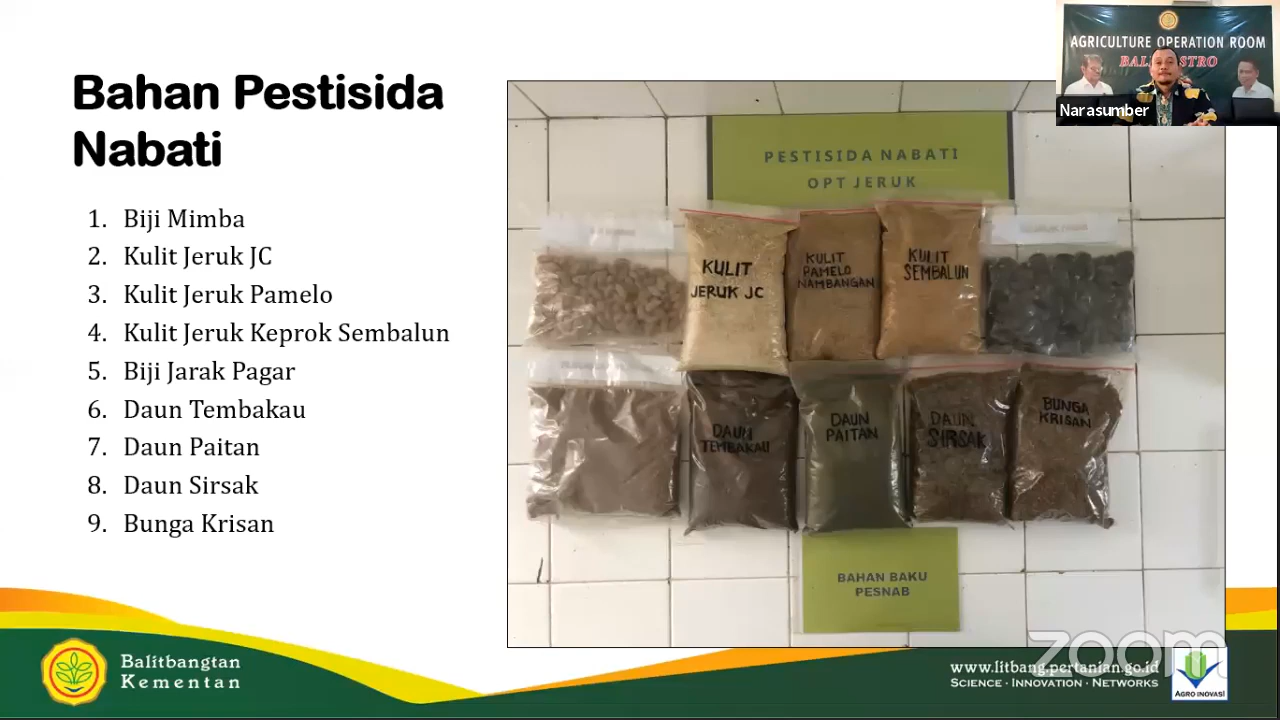 Bahan Pestisida
Nabati
1. Biji Mimba
2. Kulit Jeruk JC
3. Kulit Jeruk Pamelo
4. Kulit Jeruk Keprok Sembalun
5. Biji Jarak Pagar
6. Daun Tembakau
7. Daun Paitan
8. Daun Sirsak
9. Bunga Krisan
PESTISIDA NABATI
OPT JERUK
KULIT
JERUK JC
KULIT
PAMELO
NAMBANGAN
KULIT
SEMBALUN
DAUN
TEMBAKAU
DAUN
PAITAN
DAUN
SIRSAK
BUNGA
KRISAN
BAHAN BAKU
PESNAB
AGRICULTURE OPERATION ROOM
Narasumber
Balitbangtan
Kementan
www.litbang.pertanian.go.id
SCIENCE · INNOVATION · NETWORKS
AGRO INOVASI
zoom